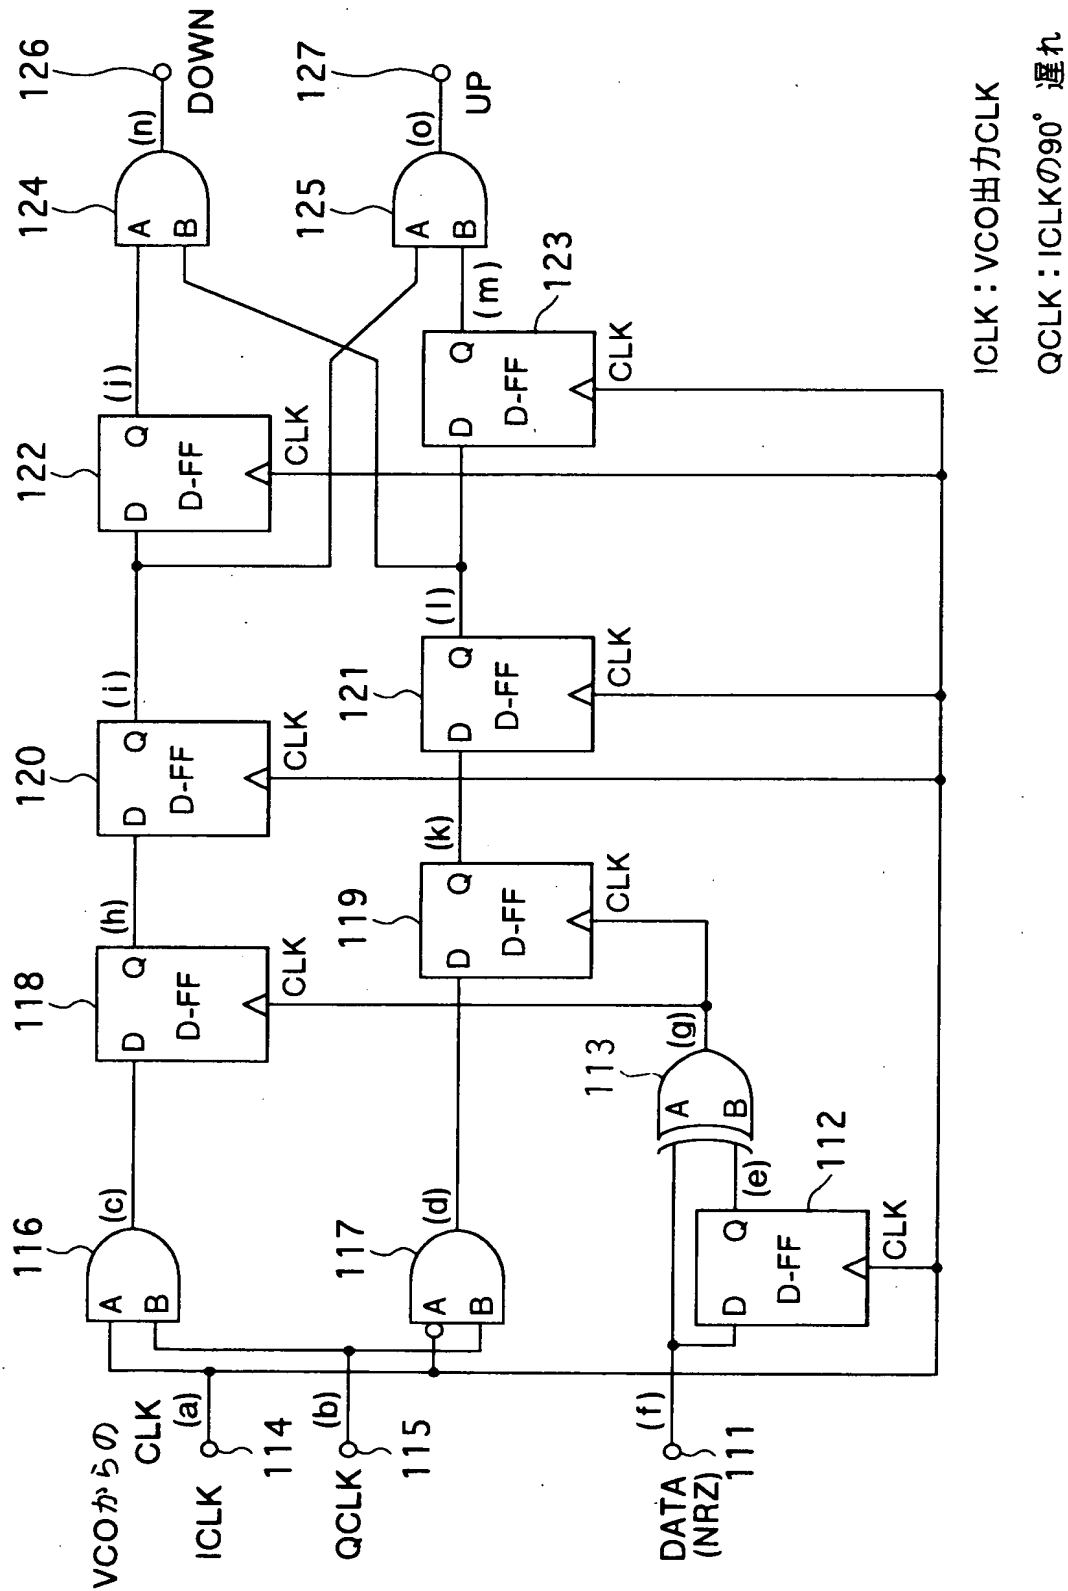 VCOからの
CLK
ICLK
(a)
114
QCLK
(b)
115
DATA
(NRZ)
(f)
111
116
A
B
(c)
117
A
B
(d)
118
D
Q
D-FF
CLK
(h)
119
D
Q
D-FF
CLK
(k)
113
A
B
(g)
(e)
112
D
Q
D-FF
CLK
120
D
Q
D-FF
CLK
(i)
121
D
Q
D-FF
CLK
(l)
122
D
Q
D-FF
CLK
(j)
123
D
Q
D-FF
CLK
(m)
124
A
B
(n)
126
DOWN
125
A
B
(o)
127
UP
ICLK：VCO出力CLK
QCLK：ICLKの90° 遅れ